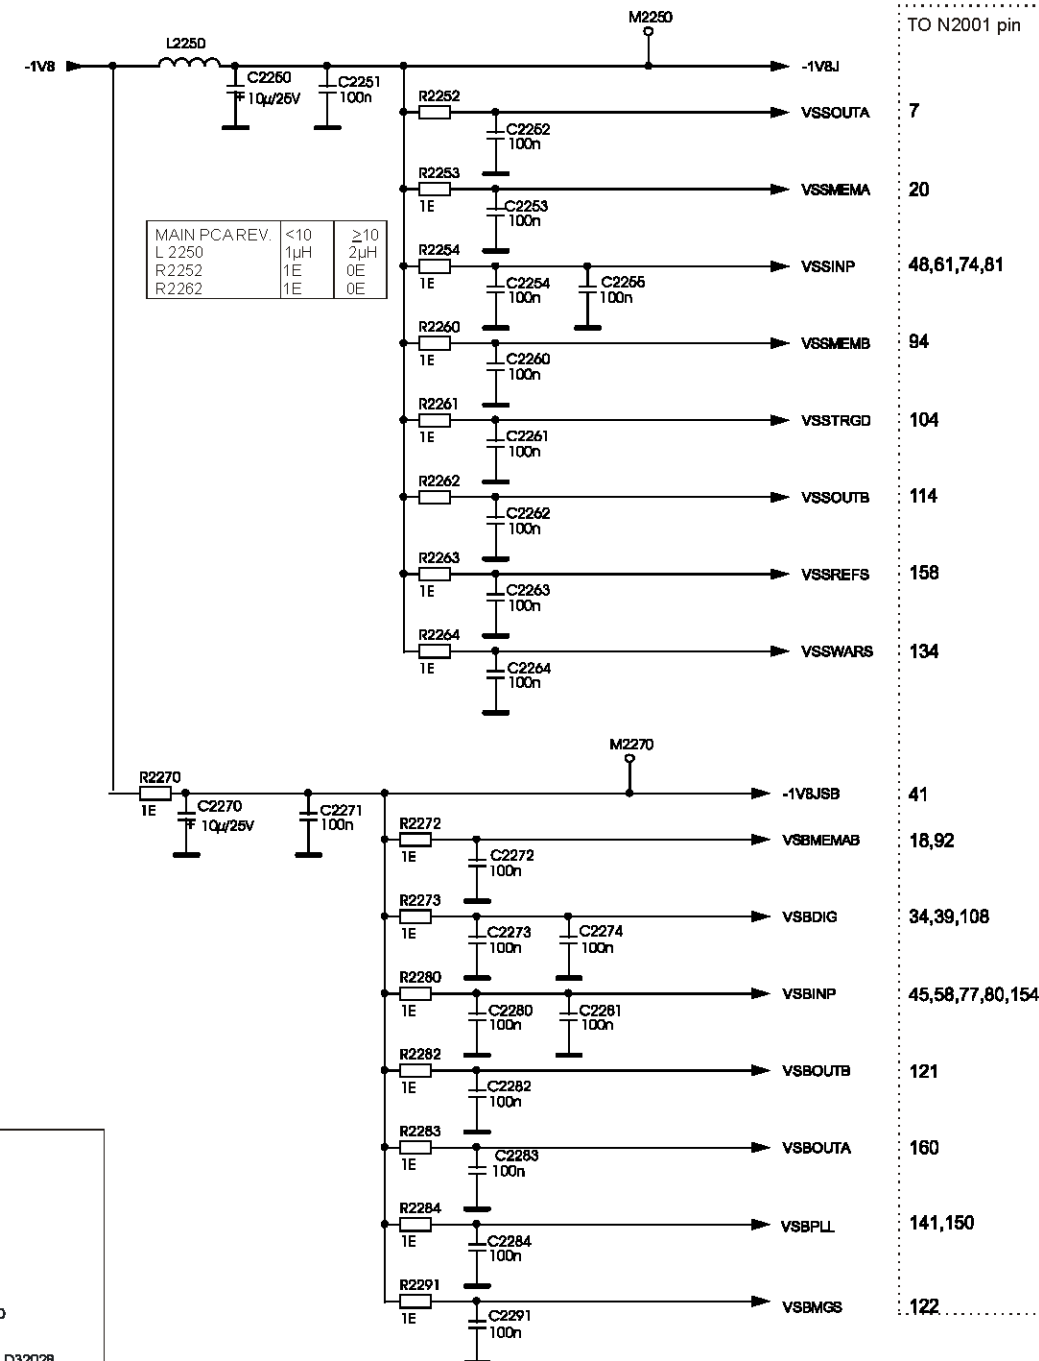 TO N2001 pin
M2250
L2250
-1V8
-1V8J
C2250
10µ/25V
C2251
100n
R2252
VSSOUTA
7
C2252
100n
R2253
1E
VSSMEMA
20
C2253
100n
MAIN PCA REV. <10 ≥10
L 2250 1µH 2µH
R2252 1E 0E
R2262 1E 0E
R2254
1E
VSSINP
48,61,74,81
C2254
100n
C2255
100n
R2260
1E
VSSMEMB
94
C2260
100n
R2261
1E
VSSTRGD
104
C2261
100n
R2262
VSSOUTB
114
C2262
100n
R2263
1E
VSSREFS
158
C2263
100n
R2264
1E
VSSWARS
134
C2264
100n
M2270
R2270
1E
-1V8JSB
41
C2270
10µ/25V
C2271
100n
R2272
1E
VSBMEMAB
18,92
C2272
100n
R2273
1E
VSBDIG
34,39,108
C2273
100n
C2274
100n
R2280
1E
VSBINP
45,58,77,80,154
C2280
100n
C2281
100n
R2282
1E
VSBOUTB
121
C2282
100n
R2283
1E
VSBOUTA
160
C2283
100n
R2284
1E
VSBPLL
141,150
C2284
100n
R2291
1E
VSBMGS
122
C2291
100n